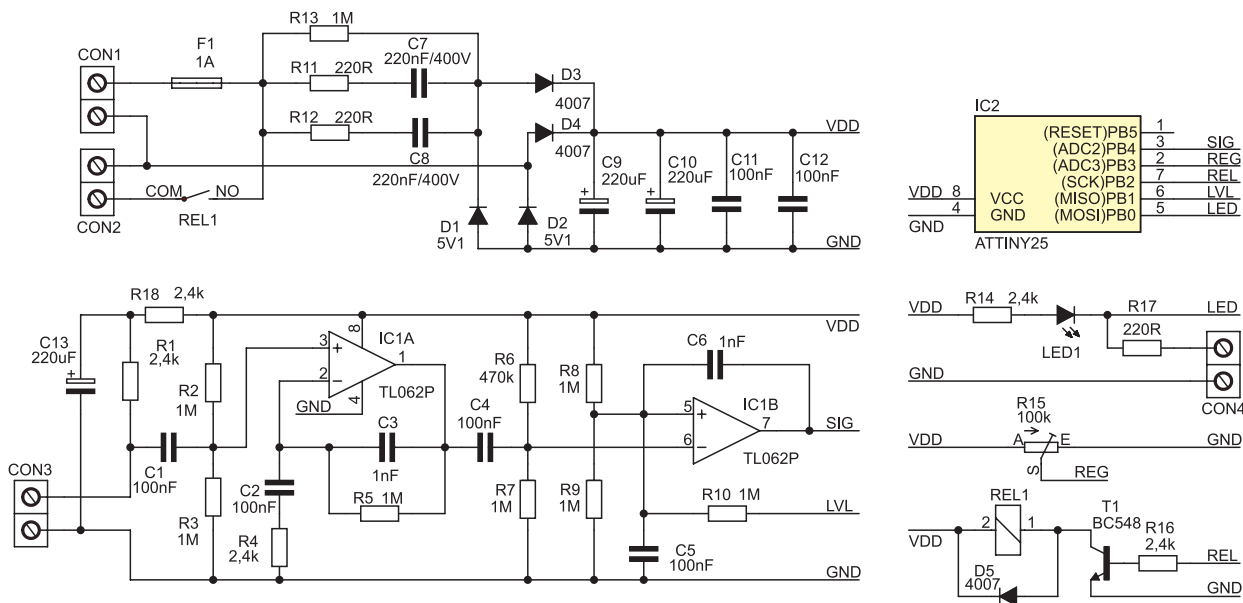 R13 1M
F1
1A
C7
220nF/400V
CON1
R11 220R
D3
4007
R12 220R
D4
4007
VDD
C8
220nF/400V
C9
220uF
+
C10
220uF
+
C11
100nF
C12
100nF
COM NO
REL1
CON2
D1
5V1
D2
5V1
GND
IC2
(RESET)PB5 1
(ADC2)PB4 3 SIG
(ADC3)PB3 2 REG
(SCK)PB2 7 REL
VDD 8 VCC (MISO)PB1 6 LVL
4 GND (MOSI)PB0 5 LED
GND
ATTINY25
R18 2,4k
VDD
C13
220uF
+
R1
2,4k
R2
1M
8
IC1A
3 +
1
2 −
TL062P
4
GND
R6
470k
R8
1M
C6 1nF
C4
100nF
C3
1nF
5 +
IC1B
7
SIG
6 −
TL062P
C1
100nF
CON3
C2
100nF
R5 1M
R7
1M
R9
1M
R10 1M
LVL
R3
1M
R4
2,4k
C5
100nF
GND
VDD
R14 2,4k
LED1
R17
220R
LED
GND
CON4
R15
100k
VDD
A E
GND
S
REG
REL1
2 1
VDD
T1
BC548
R16
2,4k
REL
D5
4007
GND